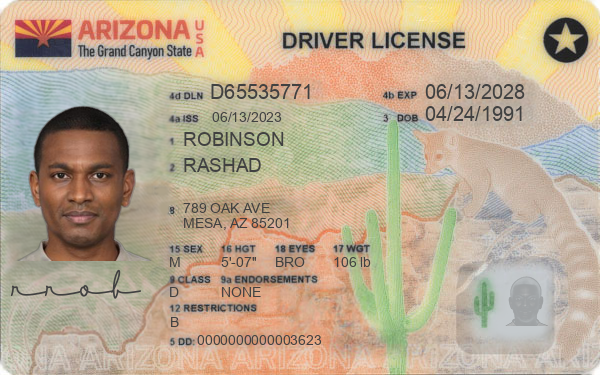 ARIZONA USA
The Grand Canyon State
DRIVER LICENSE
4d DLN D65535771 4b EXP 06/13/2028
4a ISS 06/13/2023 3 DOB 04/24/1991
1 ROBINSON
2 RASHAD
8 789 OAK AVE
MESA, AZ 85201
15 SEX 16 HGT 18 EYES 17 WGT
M 5'-07" BRO 106 lb
9 CLASS 9a ENDORSEMENTS
D NONE
rrob
12 RESTRICTIONS
B
5 DD: 0000000000003623
ARIZONA ARIZONA ARIZONA ARIZONA